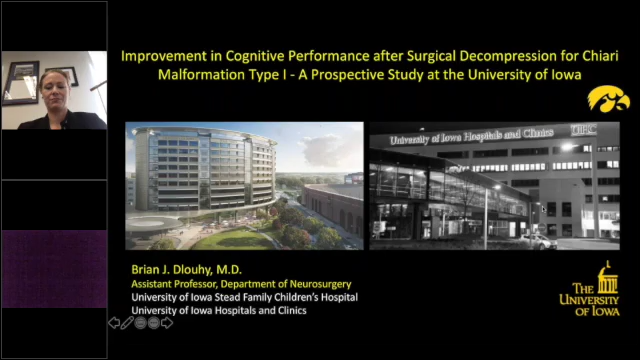 Improvement in Cognitive Performance after Surgical Decompression for Chiari
Malformation Type I - A Prospective Study at the University of Iowa
University of Iowa Hospitals and Clinics
Brian J. Dlouhy, M.D.
Assistant Professor, Department of Neurosurgery
University of Iowa Stead Family Children's Hospital
University of Iowa Hospitals and Clinics
THE
UNIVERSITY
OF IOWA